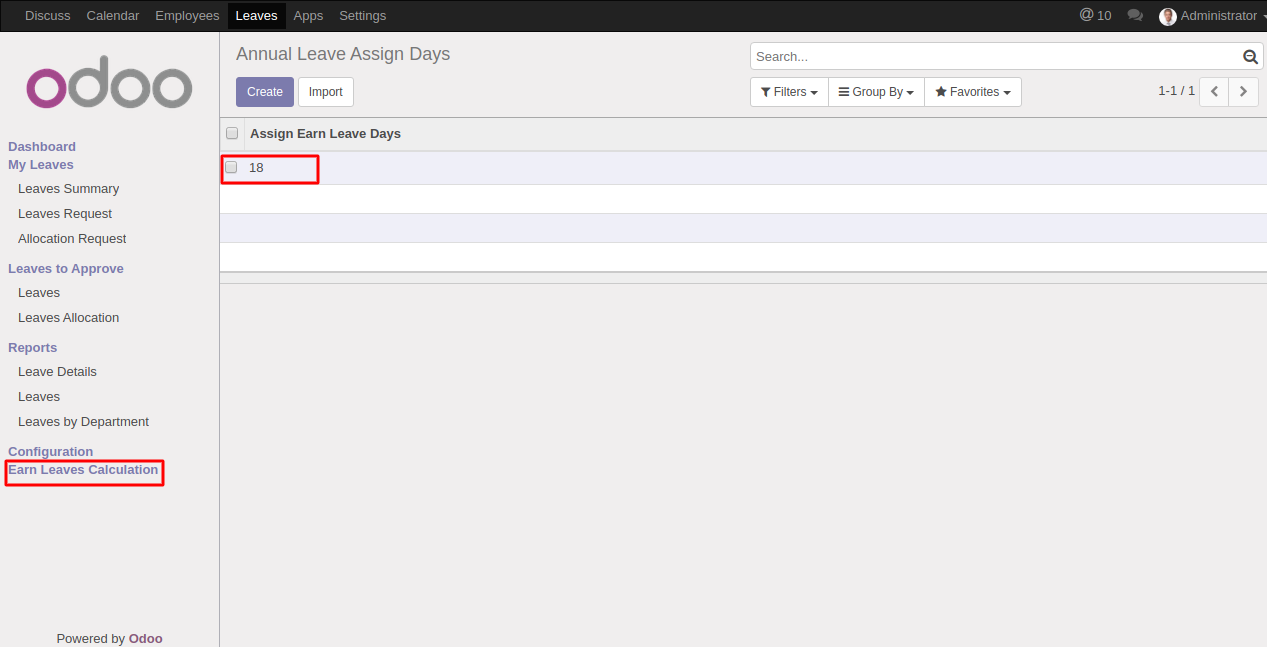 Discuss Calendar Employees Leaves Apps Settings @ 10 Administrator
odoo
Dashboard
My Leaves
Leaves Summary
Leaves Request
Allocation Request
Leaves to Approve
Leaves
Leaves Allocation
Reports
Leave Details
Leaves
Leaves by Department
Configuration
Earn Leaves Calculation
Powered by Odoo
Annual Leave Assign Days
Search...
Create Import
Filters Group By Favorites 1-1 / 1
Assign Earn Leave Days
18